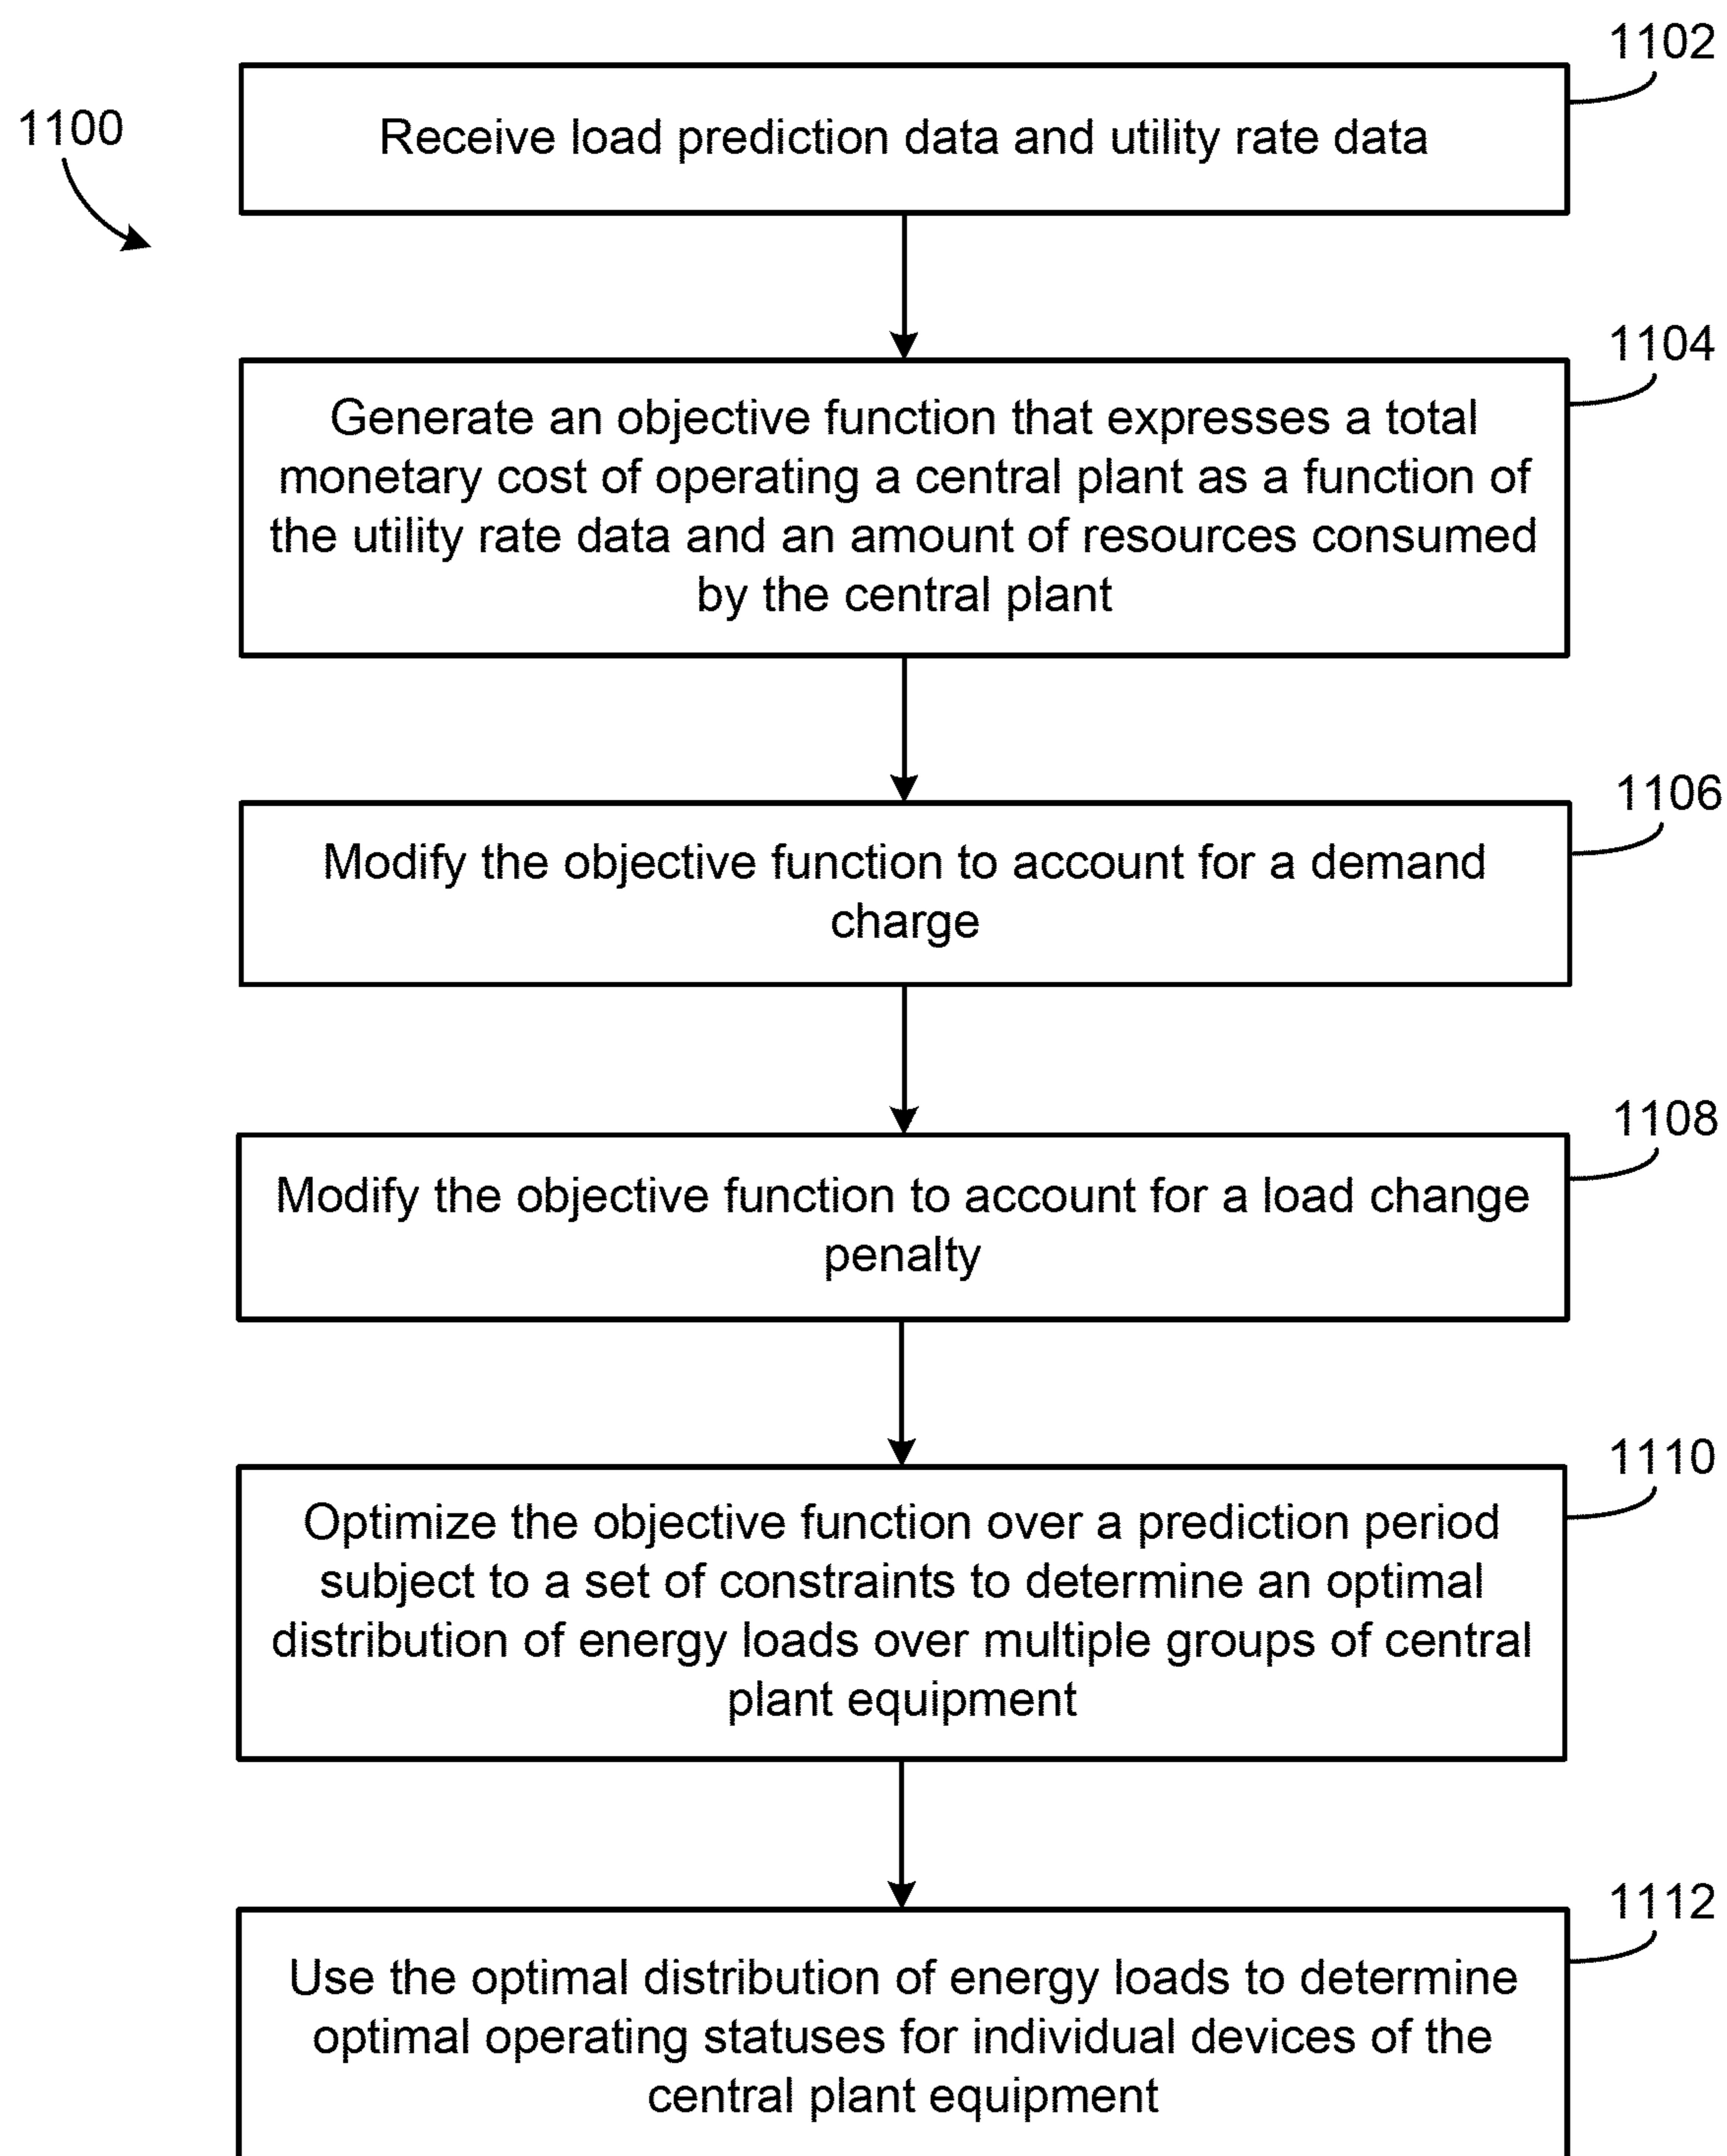 1102
1100
Receive load prediction data and utility rate data
1104
Generate an objective function that expresses a total
monetary cost of operating a central plant as a function of
the utility rate data and an amount of resources consumed
by the central plant
1106
Modify the objective function to account for a demand
charge
1108
Modify the objective function to account for a load change
penalty
1110
Optimize the objective function over a prediction period
subject to a set of constraints to determine an optimal
distribution of energy loads over multiple groups of central
plant equipment
1112
Use the optimal distribution of energy loads to determine
optimal operating statuses for individual devices of the
central plant equipment